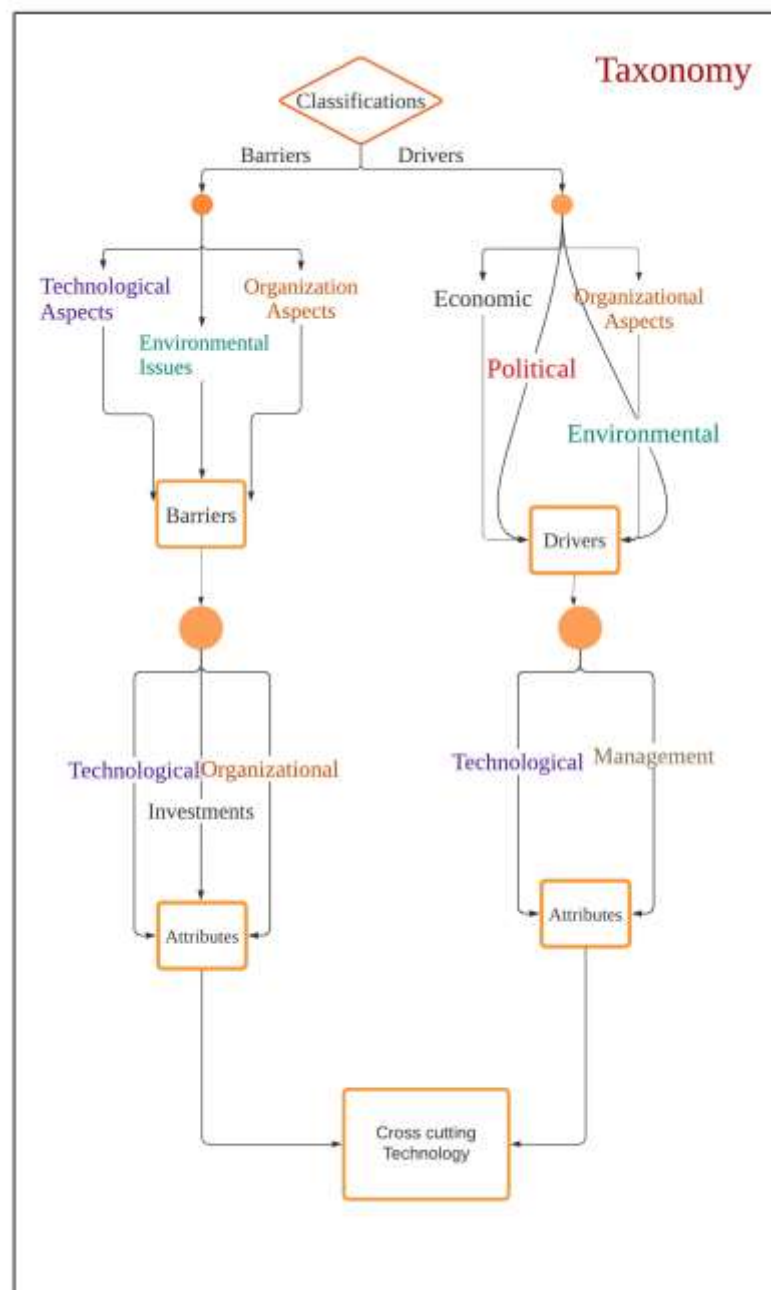 Taxonomy
Classifications
Barriers
Drivers
Technological
Aspects
Organization
Aspects
Environmental
Issues
Economic
Organizational
Aspects
Political
Environmental
Barriers
Drivers
Technological
Organizational
Investments
Technological
Management
Attributes
Attributes
Cross cutting
Technology